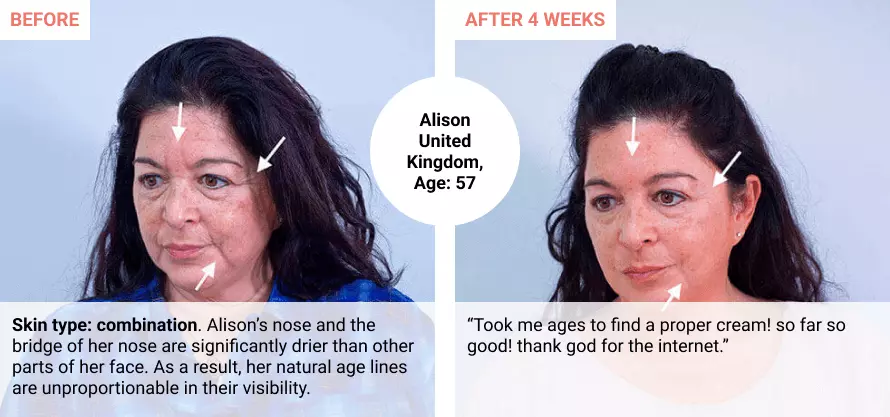 BEFORE
AFTER 4 WEEKS
Alison
United
Kingdom,
Age: 57
Skin type: combination. Alison's nose and the
bridge of her nose are significantly drier than other
parts of her face. As a result, her natural age lines
are unproportionable in their visibility.
“Took me ages to find a proper cream! so far so
good! thank god for the internet.”